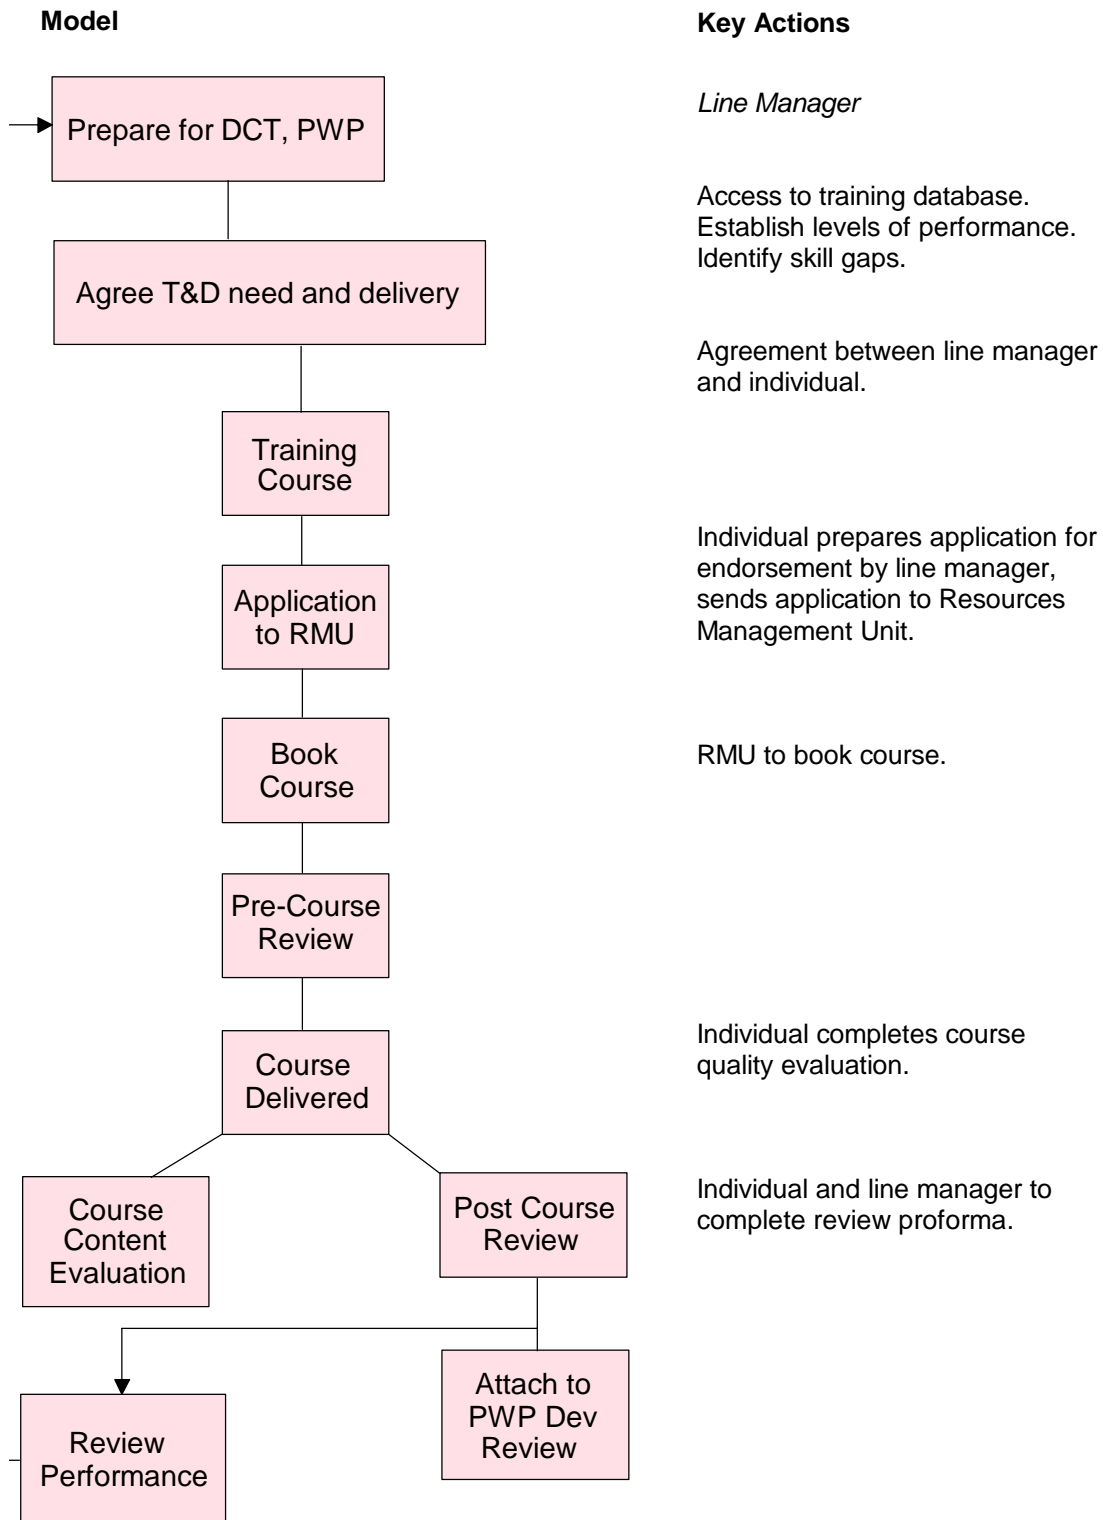 Model
Key Actions
Prepare for DCT, PWP
Line Manager
Access to training database.
Establish levels of performance.
Identify skill gaps.
Agree T&D need and delivery
Agreement between line manager
and individual.
Training
Course
Application
to RMU
Individual prepares application for
endorsement by line manager,
sends application to Resources
Management Unit.
Book
Course
RMU to book course.
Pre-Course
Review
Course
Delivered
Individual completes course
quality evaluation.
Course
Content
Evaluation
Post Course
Review
Individual and line manager to
complete review proforma.
Review
Performance
Attach to
PWP Dev
Review